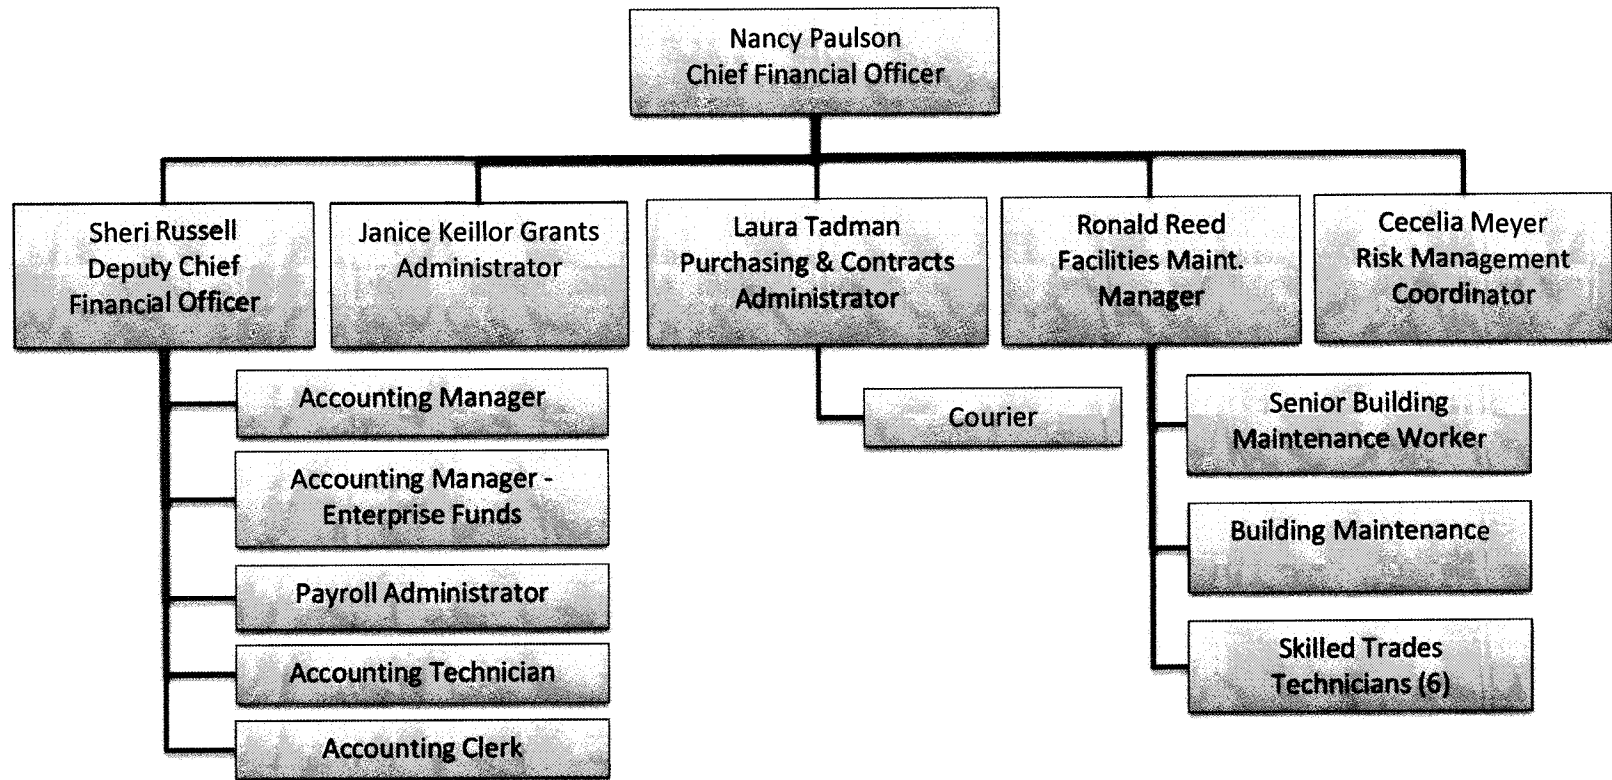 Nancy Paulson
Chief Financial Officer
Sheri Russell
Deputy Chief
Financial Officer
Janice Keillor Grants
Administrator
Laura Tadman
Purchasing & Contracts
Administrator
Ronald Reed
Facilities Maint.
Manager
Cecelia Meyer
Risk Management
Coordinator
Accounting Manager
Accounting Manager -
Enterprise Funds
Payroll Administrator
Accounting Technician
Accounting Clerk
Courier
Senior Building
Maintenance Worker
Building Maintenance
Skilled Trades
Technicians (6)